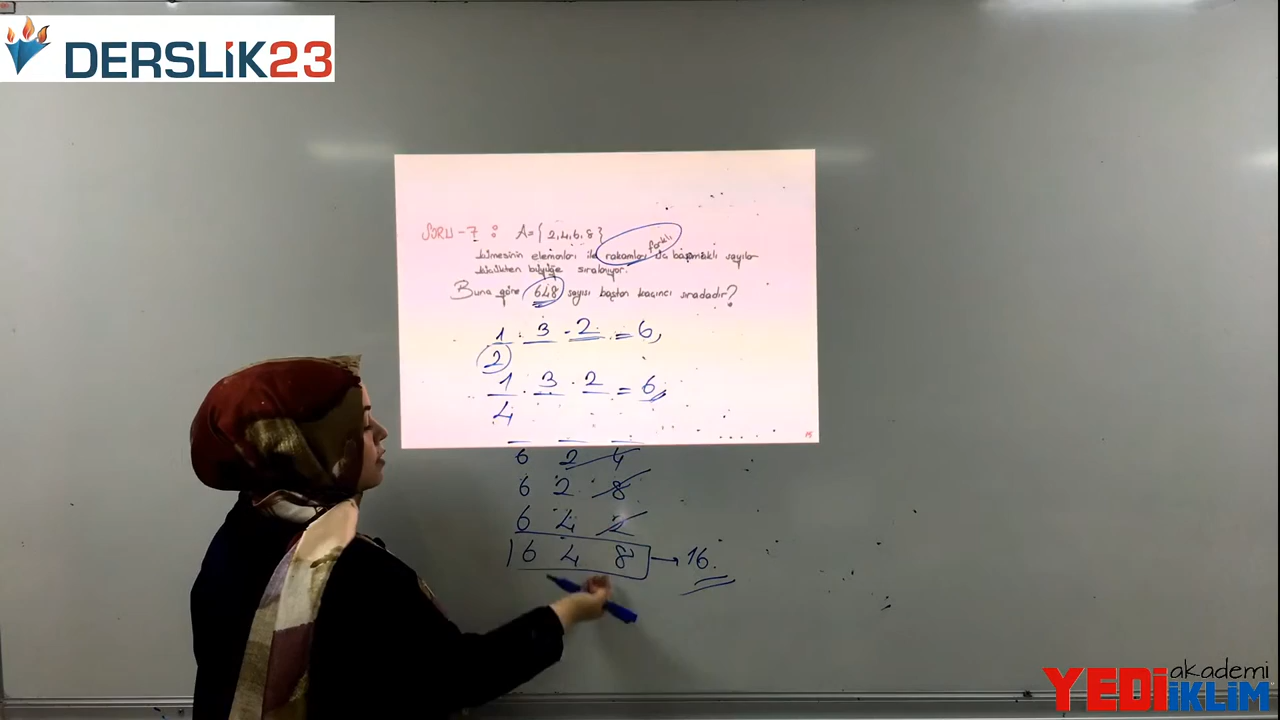 DERSLİK23
SORU-7 : A={2,4,6,8}
farklı
kümesinin elemanları ile rakamları üç basamaklı sayılar
küçükten büyüğe sıralanıyor.
Buna göre 648 sayısı baştan kaçıncı sıradadır?
1 . 3 . 2 = 6
2
1 . 3 . 2 = 6
4
6 2 4
6 2 8
6 4 2
6 4 8 → 16.
YEDİ İKLİM akademi